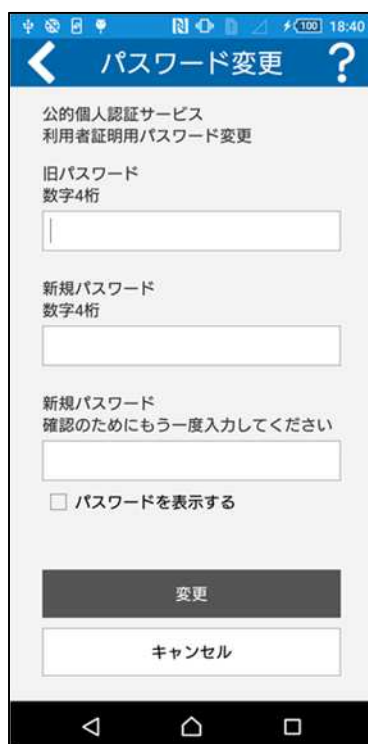 100 18:40
パスワード変更 ?
公的個人認証サービス
利用者証明用パスワード変更
旧パスワード
数字4桁
新規パスワード
数字4桁
新規パスワード
確認のためにもう一度入力してください
パスワードを表示する
変更
キャンセル